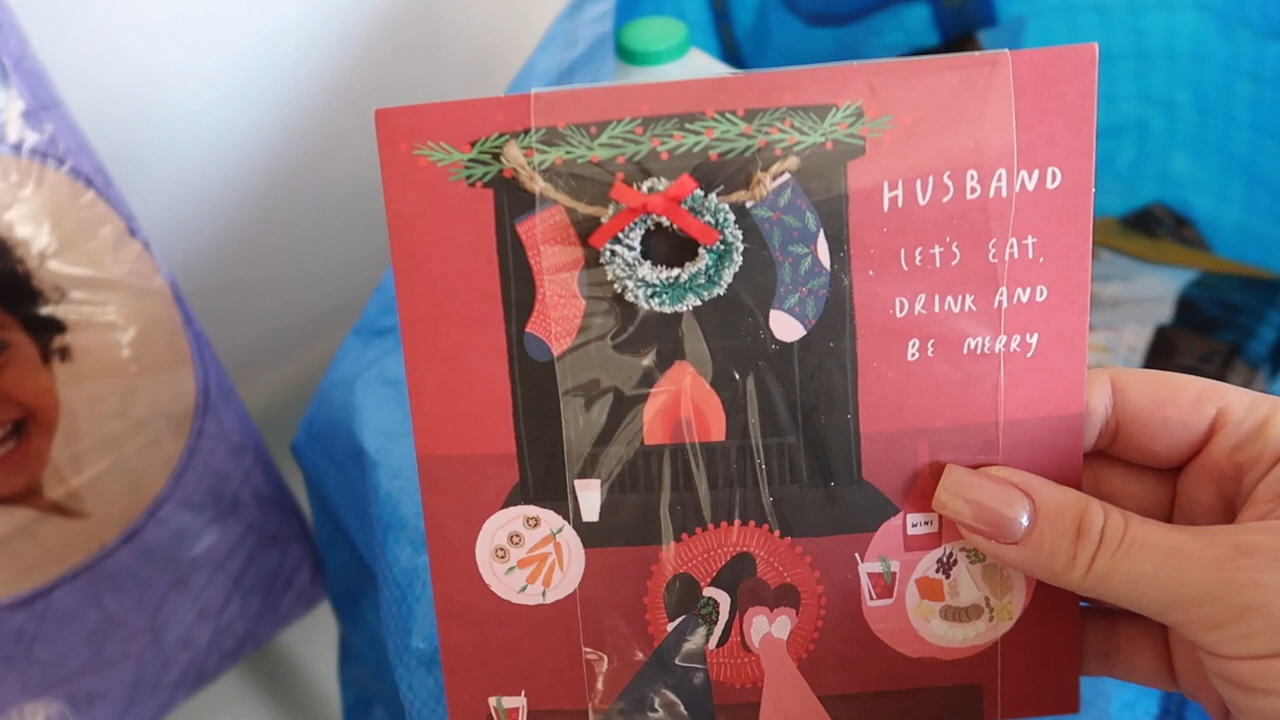 HUSBAND
LET'S EAT,
DRINK AND
BE MERRY
WINE